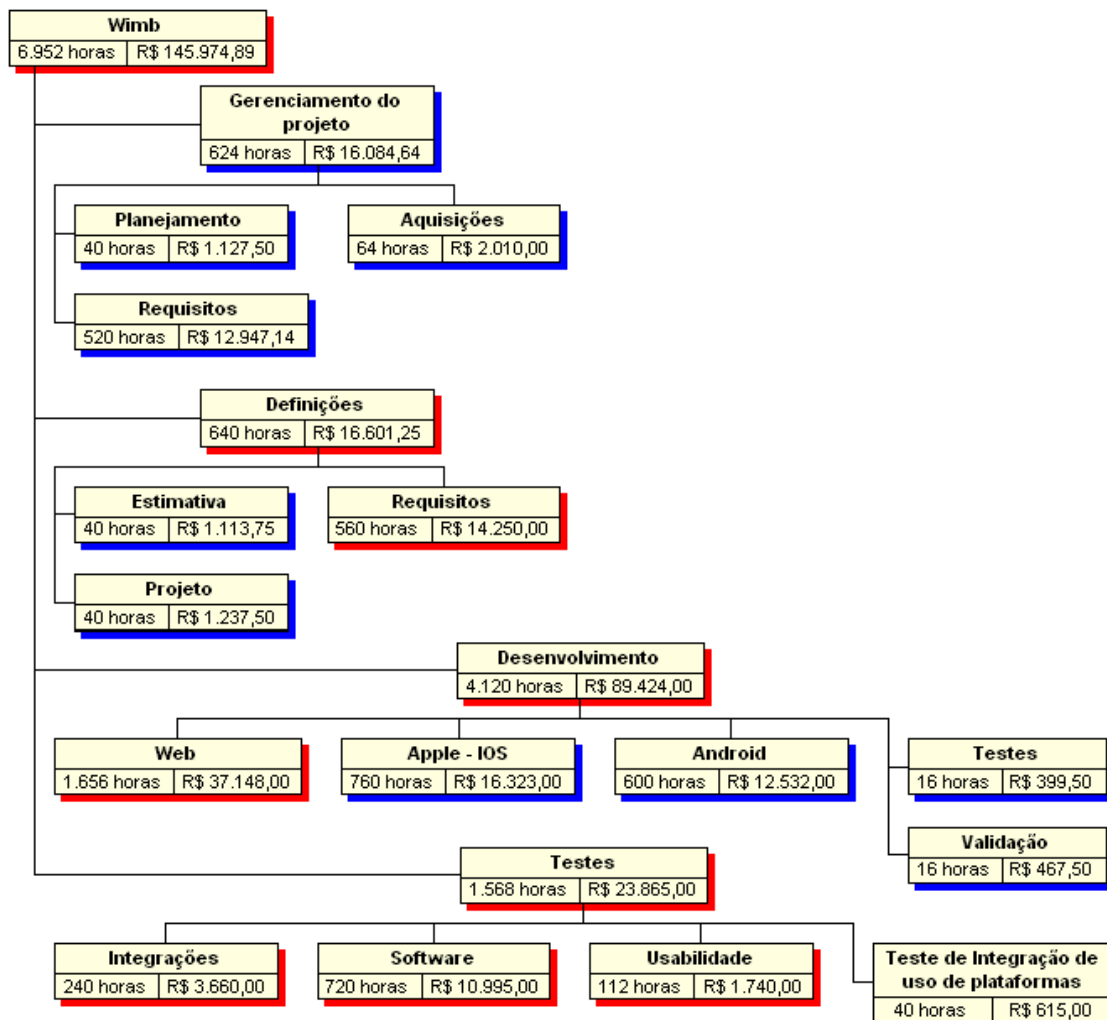 Wimb
6.952 horas R$ 145.974,89
Gerenciamento do
projeto
624 horas R$ 16.084,64
Planejamento
40 horas R$ 1.127,50
Aquisições
64 horas R$ 2.010,00
Requisitos
520 horas R$ 12.947,14
Definições
640 horas R$ 16.601,25
Estimativa
40 horas R$ 1.113,75
Requisitos
560 horas R$ 14.250,00
Projeto
40 horas R$ 1.237,50
Desenvolvimento
4.120 horas R$ 89.424,00
Web
1.656 horas R$ 37.148,00
Apple - IOS
760 horas R$ 16.323,00
Android
600 horas R$ 12.532,00
Testes
16 horas R$ 399,50
Validação
16 horas R$ 467,50
Testes
1.568 horas R$ 23.865,00
Integrações
240 horas R$ 3.660,00
Software
720 horas R$ 10.995,00
Usabilidade
112 horas R$ 1.740,00
Teste de Integração de
uso de plataformas
40 horas R$ 615,00